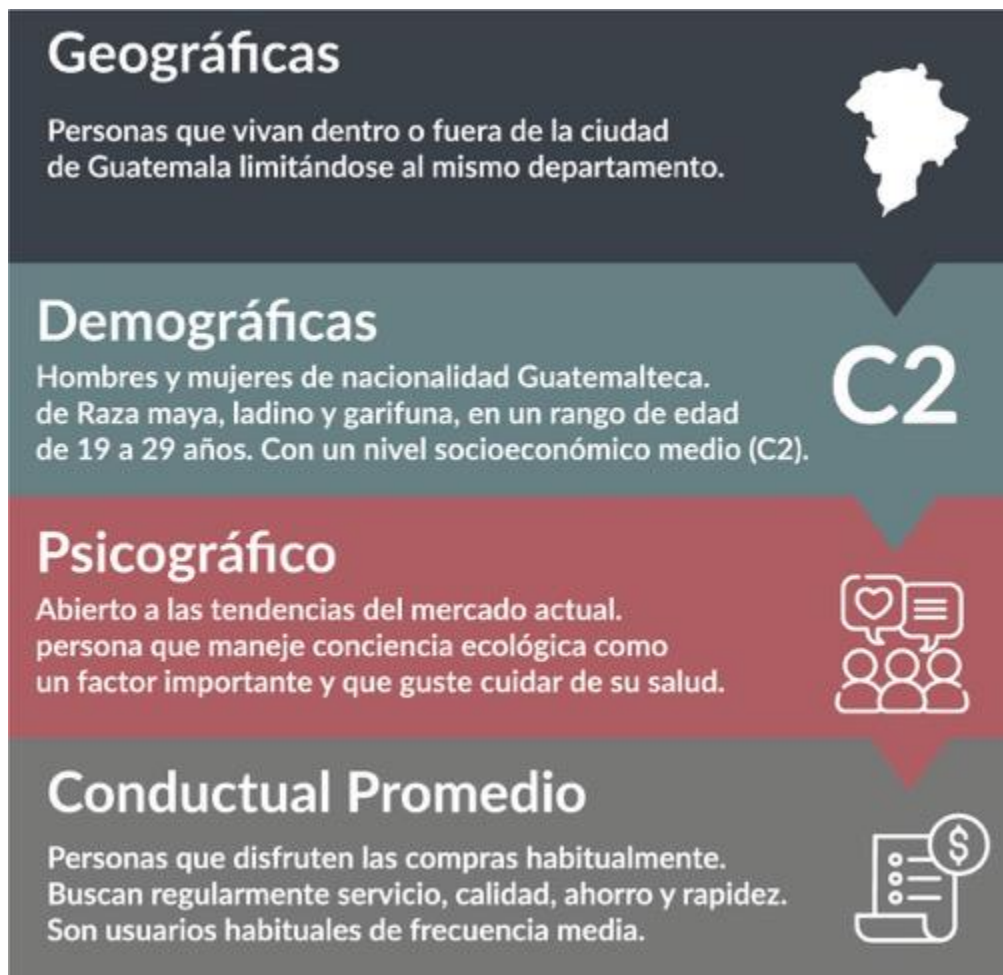 Geográficas
Personas que vivan dentro o fuera de la ciudad
de Guatemala limitándose al mismo departamento.
Demográficas
Hombres y mujeres de nacionalidad Guatemalteca.
de Raza maya, ladino y garifuna, en un rango de edad
de 19 a 29 años. Con un nivel socioeconómico medio (C2).
C2
Psicográfico
Abierto a las tendencias del mercado actual.
persona que maneje conciencia ecológica como
un factor importante y que guste cuidar de su salud.
Conductual Promedio
Personas que disfruten las compras habitualmente.
Buscan regularmente servicio, calidad, ahorro y rapidez.
Son usuarios habituales de frecuencia media.
$